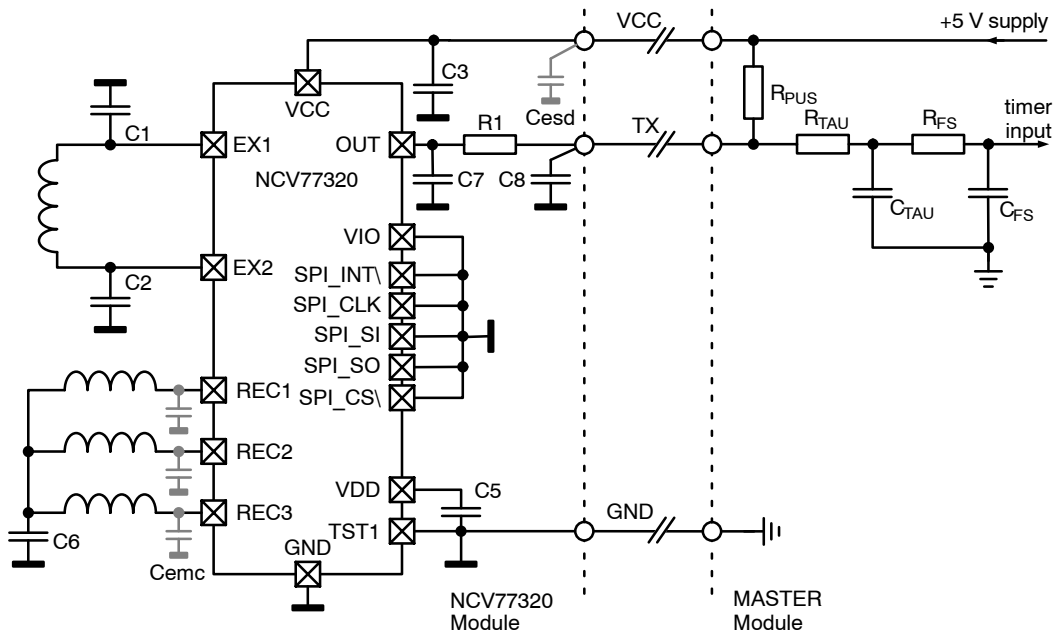 VCC
+5 V supply
C3
VCC
Cesd
RPUS
C1
R1
TX
RTAU
RFS
timer
input
EX1
OUT
NCV77320
C7
C8
CTAU
CFS
VIO
EX2
SPI_INT\
C2
SPI_CLK
SPI_SI
SPI_SO
REC1
SPI_CS\
REC2
VDD
C5
REC3
TST1
GND
C6
GND
Cemc
NCV77320
Module
MASTER
Module